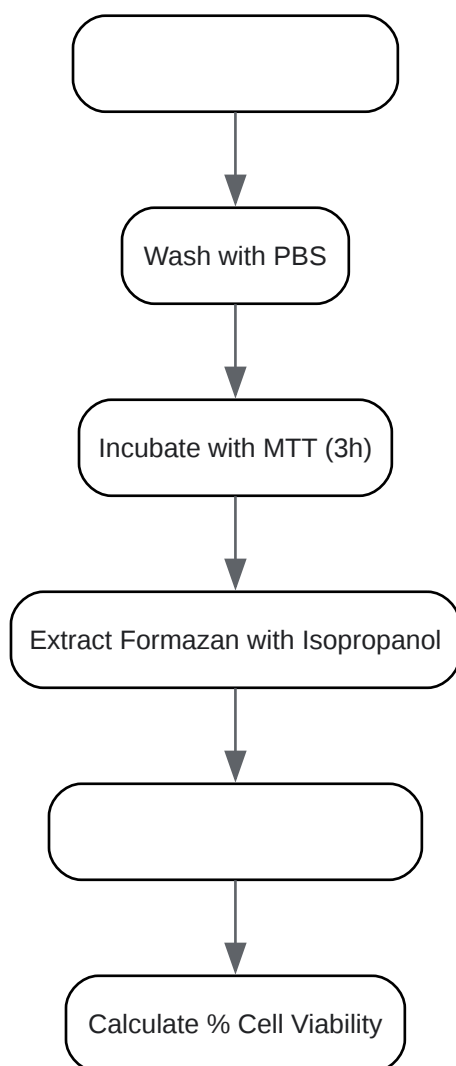 Wash with PBS
Incubate with MTT (3h)
Extract Formazan with Isopropanol
Calculate % Cell Viability